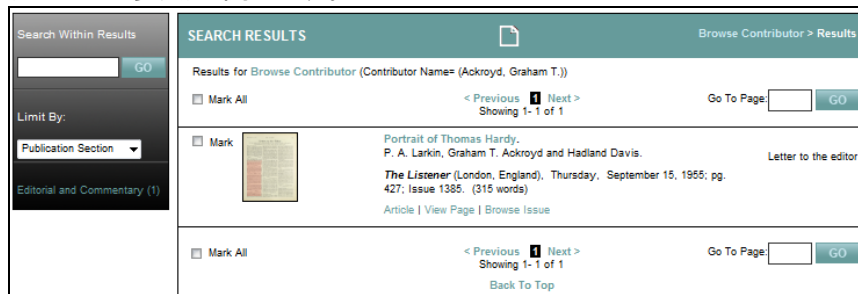 Search Within Results
GO
Limit By:
Publication Section
Editorial and Commentary (1)
SEARCH RESULTS
Browse Contributor > Results
Results for Browse Contributor (Contributor Name= (Ackroyd, Graham T.))
Mark All
< Previous 1 Next >
Showing 1- 1 of 1
Go To Page: GO
Mark
Portrait of Thomas Hardy.
P. A. Larkin, Graham T. Ackroyd and Hadland Davis.
Letter to the editor
The Listener (London, England), Thursday, September 15, 1955; pg.
427; Issue 1385. (315 words)
Article | View Page | Browse Issue
Mark All
< Previous 1 Next >
Showing 1- 1 of 1
Go To Page: GO
Back To Top